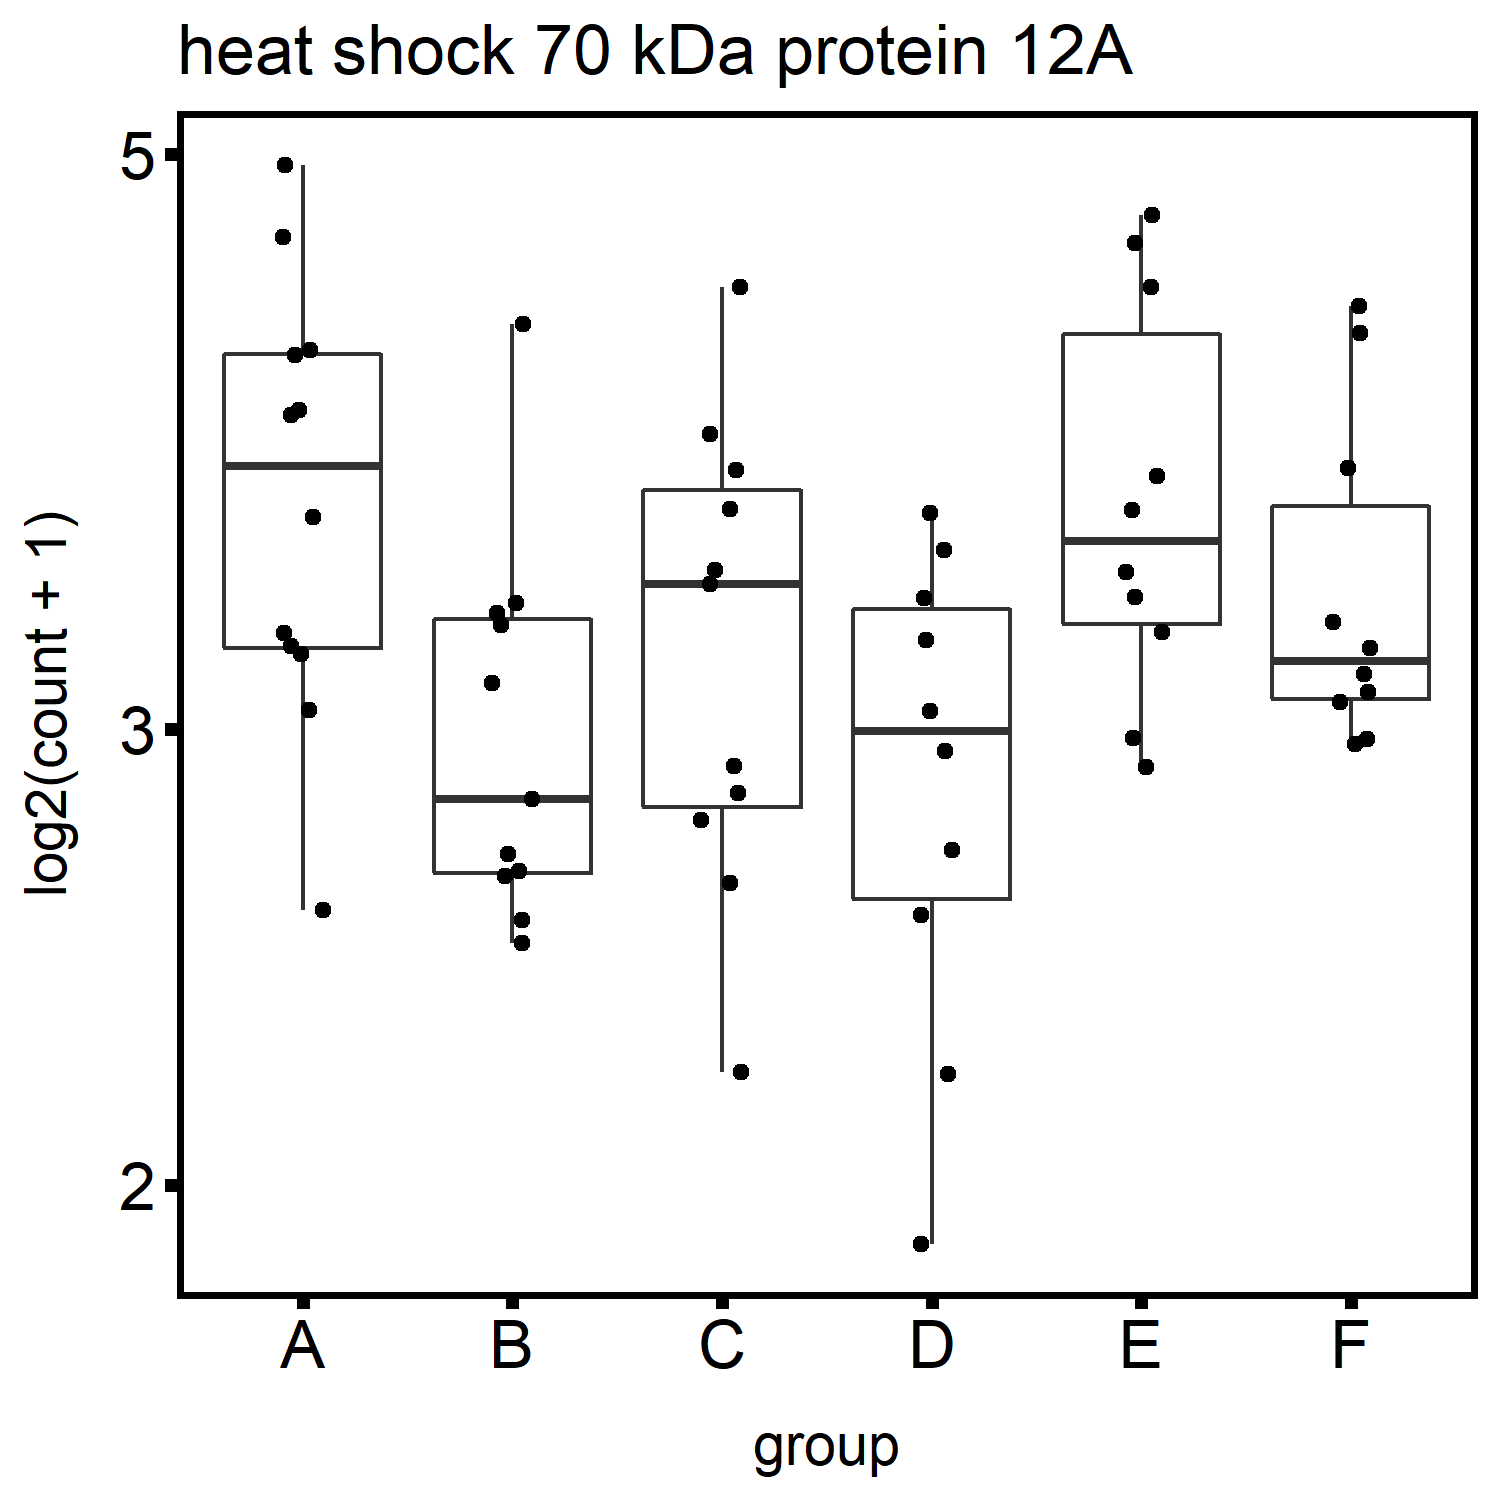 heat shock 70 kDa protein 12A
5
3
2
log2(count + 1)
A B C D E F
group